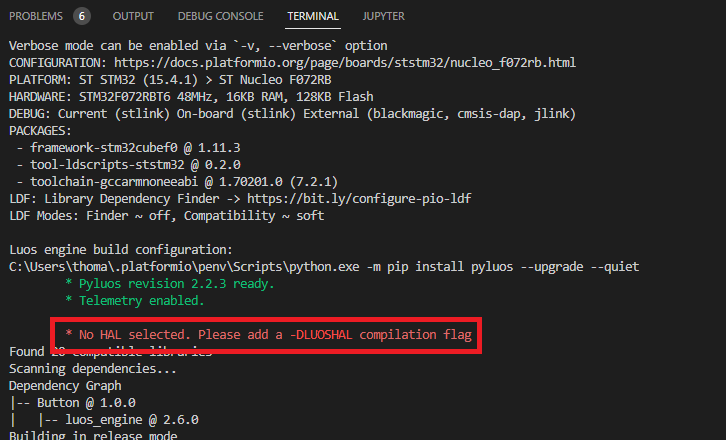 PROBLEMS 6 OUTPUT DEBUG CONSOLE TERMINAL JUPYTER
Verbose mode can be enabled via `-v, --verbose` option
CONFIGURATION: https://docs.platformio.org/page/boards/ststm32/nucleo_f072rb.html
PLATFORM: ST STM32 (15.4.1) > ST Nucleo F072RB
HARDWARE: STM32F072RBT6 48MHz, 16KB RAM, 128KB Flash
DEBUG: Current (stlink) On-board (stlink) External (blackmagic, cmsis-dap, jlink)
PACKAGES:
- framework-stm32cubef0 @ 1.11.3
- tool-ldscripts-ststm32 @ 0.2.0
- toolchain-gccarmnoneeabi @ 1.70201.0 (7.2.1)
LDF: Library Dependency Finder -> https://bit.ly/configure-pio-ldf
LDF Modes: Finder ~ off, Compatibility ~ soft
Luos engine build configuration:
C:\Users\thoma\.platformio\penv\Scripts\python.exe -m pip install pyluos --upgrade --quiet
* Pyluos revision 2.2.3 ready.
* Telemetry enabled.
* No HAL selected. Please add a -DLUOSHAL compilation flag
Found 20 compatible libraries
Scanning dependencies...
Dependency Graph
|-- Button @ 1.0.0
|   |-- luos_engine @ 2.6.0
Building in release mode